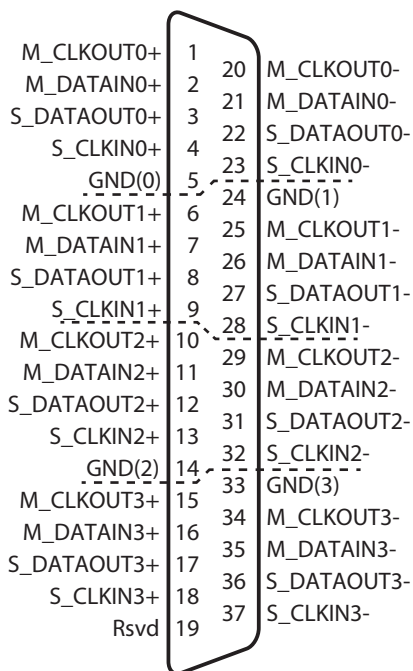 M_CLKOUT0+ 1
20 M_CLKOUT0-
M_DATAIN0+ 2
21 M_DATAIN0-
S_DATAOUT0+ 3
22 S_DATAOUT0-
S_CLKIN0+ 4
23 S_CLKIN0-
GND(0) 5
24 GND(1)
M_CLKOUT1+ 6
25 M_CLKOUT1-
M_DATAIN1+ 7
26 M_DATAIN1-
S_DATAOUT1+ 8
27 S_DATAOUT1-
S_CLKIN1+ 9
28 S_CLKIN1-
M_CLKOUT2+ 10
29 M_CLKOUT2-
M_DATAIN2+ 11
30 M_DATAIN2-
S_DATAOUT2+ 12
31 S_DATAOUT2-
S_CLKIN2+ 13
32 S_CLKIN2-
GND(2) 14
33 GND(3)
M_CLKOUT3+ 15
34 M_CLKOUT3-
M_DATAIN3+ 16
35 M_DATAIN3-
S_DATAOUT3+ 17
36 S_DATAOUT3-
S_CLKIN3+ 18
37 S_CLKIN3-
Rsvd 19